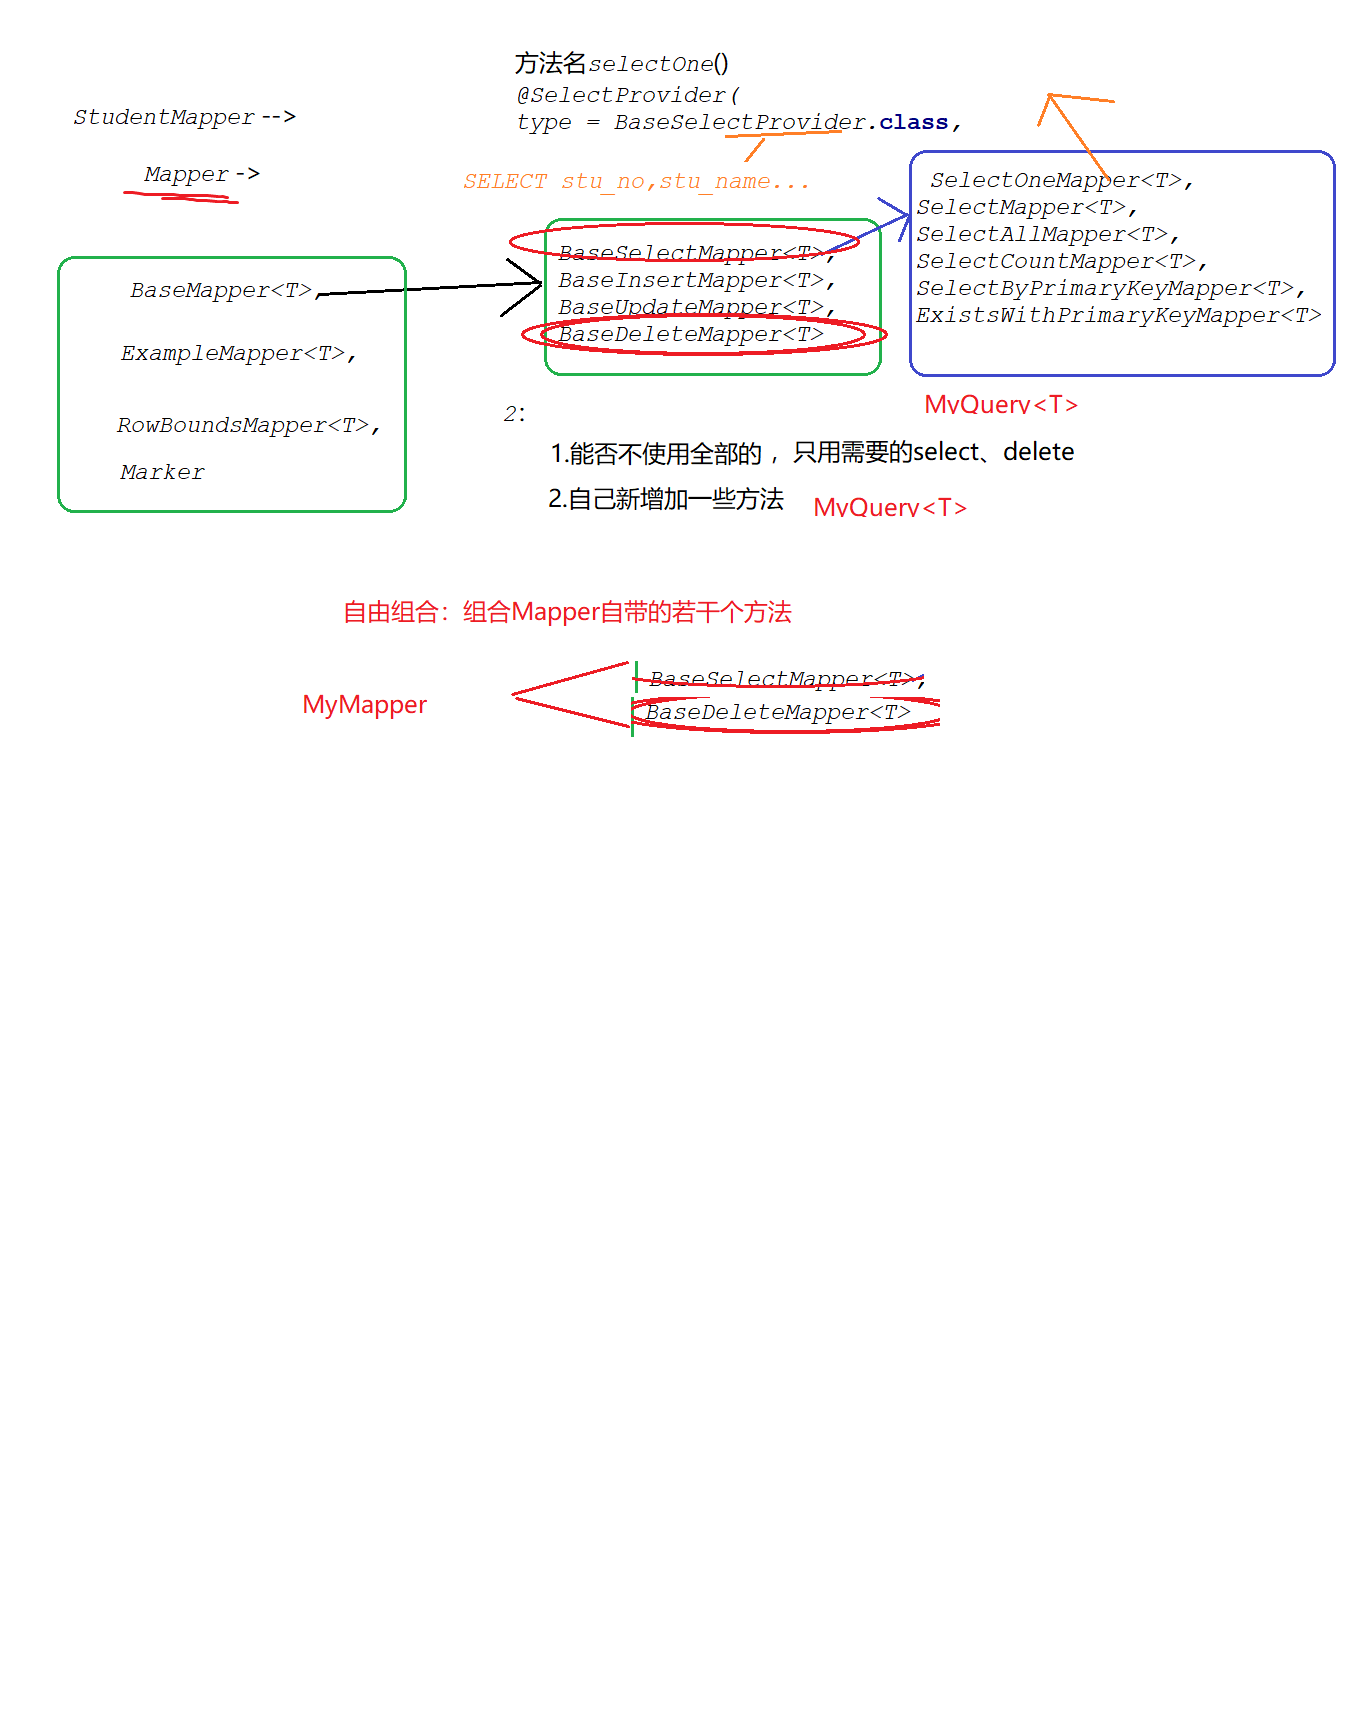 方法名selectOne()
@SelectProvider(
type = BaseSelectProvider.class,
StudentMapper -->
Mapper ->
SELECT stu_no,stu_name...
BaseMapper<T>,
ExampleMapper<T>,
RowBoundsMapper<T>,
Marker
BaseSelectMapper<T>,
BaseInsertMapper<T>,
BaseUpdateMapper<T>,
BaseDeleteMapper<T>
SelectOneMapper<T>,
SelectMapper<T>,
SelectAllMapper<T>,
SelectCountMapper<T>,
SelectByPrimaryKeyMapper<T>,
ExistsWithPrimaryKeyMapper<T>
MyQuery<T>
2：
1.能否不使用全部的，只用需要的select、delete
2.自己新增加一些方法 MyQuery<T>
自由组合：组合Mapper自带的若干个方法
MyMapper
BaseSelectMapper<T>,
BaseDeleteMapper<T>